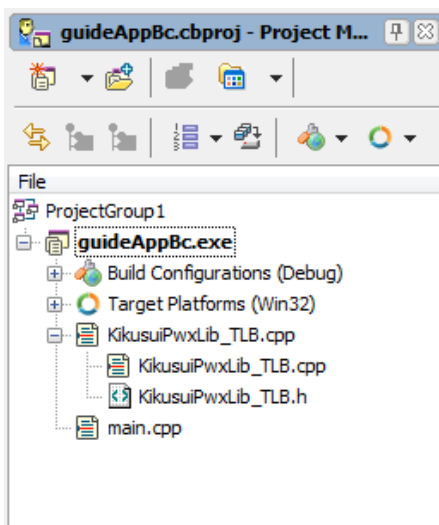 guideAppBc.cbproj - Project M...
File
ProjectGroup1
guideAppBc.exe
Build Configurations (Debug)
Target Platforms (Win32)
KikusuiPwxLib_TLB.cpp
KikusuiPwxLib_TLB.cpp
KikusuiPwxLib_TLB.h
main.cpp